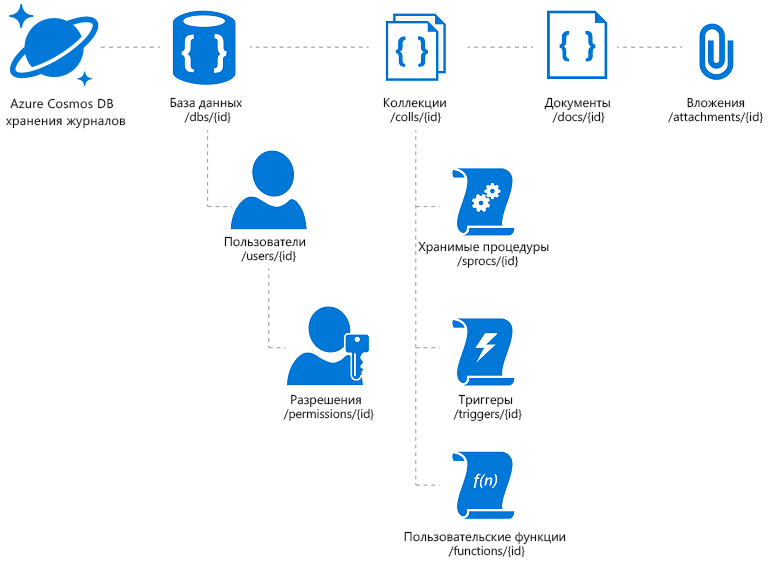 Azure Cosmos DB
хранения журналов
База данных
/dbs/{id}
Коллекции
/colls/{id}
Документы
/docs/{id}
Вложения
/attachments/{id}
Пользователи
/users/{id}
Хранимые процедуры
/sprocs/{id}
Разрешения
/permissions/{id}
Триггеры
/triggers/{id}
f(n)
Пользовательские функции
/functions/{id}